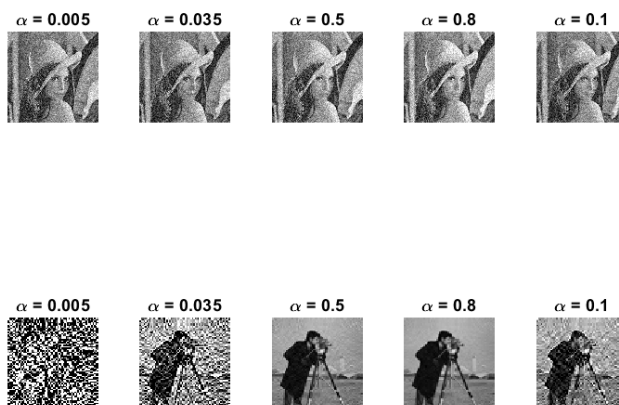 α = 0.005 α = 0.035 α = 0.5 α = 0.8 α = 0.1
α = 0.005 α = 0.035 α = 0.5 α = 0.8 α = 0.1